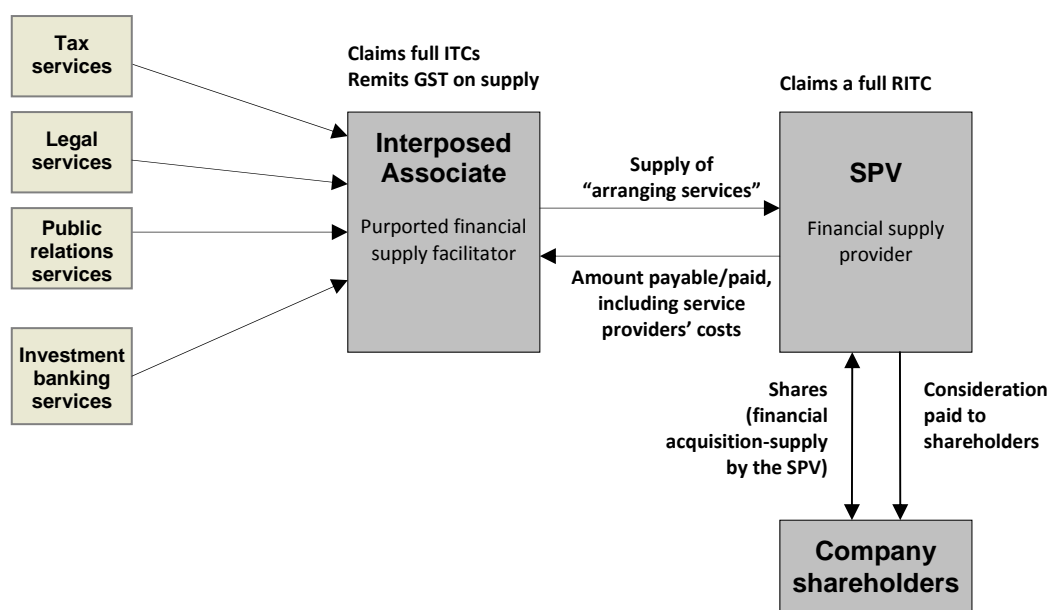 Tax
services
Legal
services
Public
relations
services
Investment
banking
services
Claims full ITCs
Remits GST on supply
Interposed
Associate
Purported financial
supply facilitator
Supply of
“arranging services”
Amount payable/paid,
including service
providers’ costs
Claims a full RITC
SPV
Financial supply
provider
Shares
(financial
acquisition-supply
by the SPV)
Consideration
paid to
shareholders
Company
shareholders